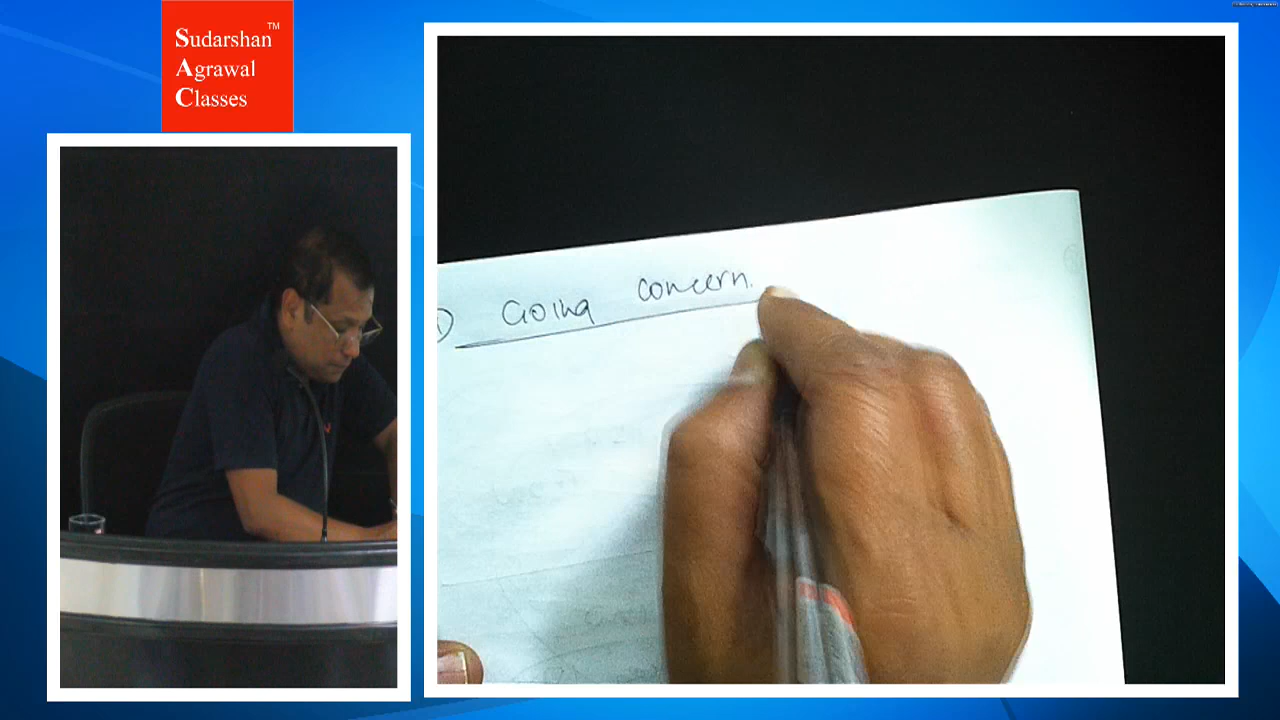 Sudarshan™
Agrawal
Classes
1) Going concern.